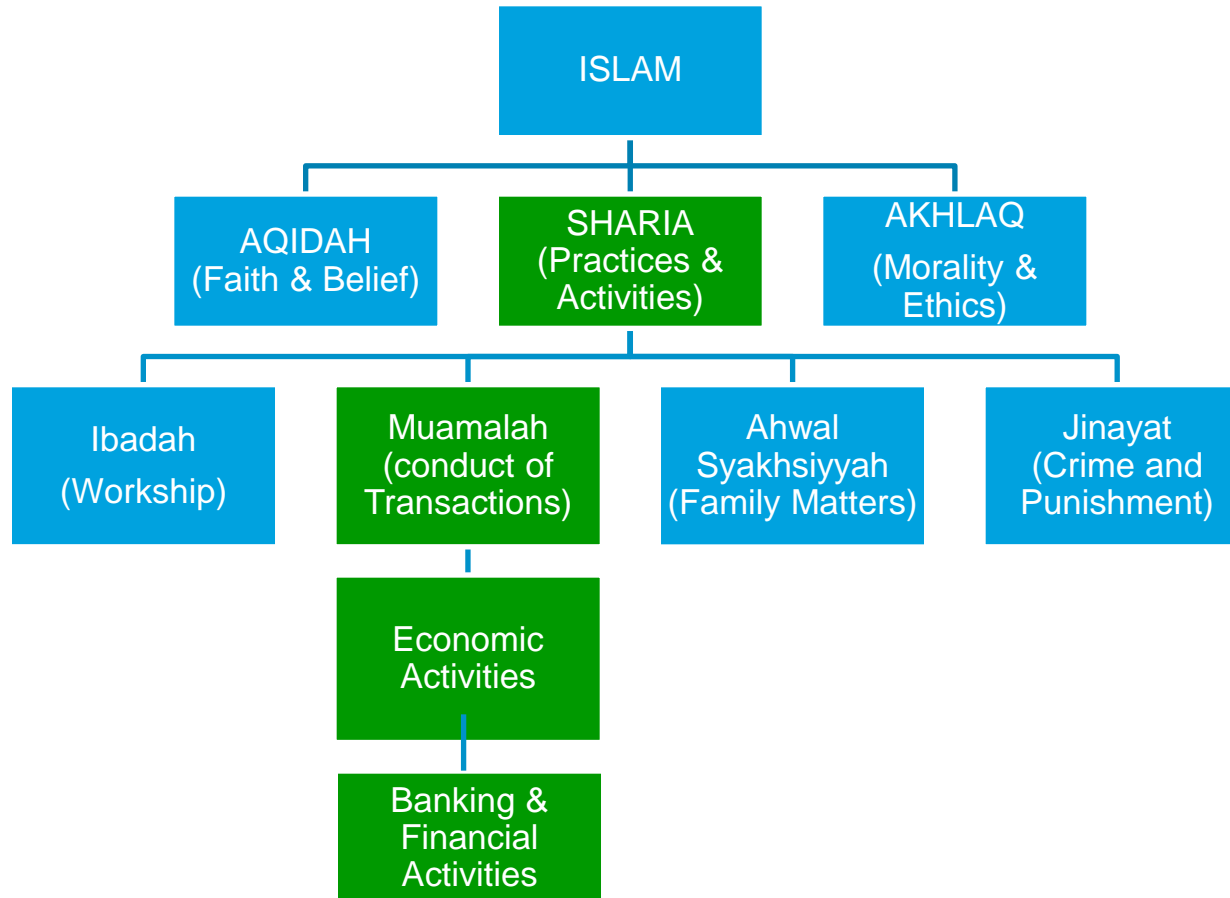 ISLAM
AQIDAH
(Faith & Belief)
SHARIA
(Practices &
Activities)
AKHLAQ
(Morality &
Ethics)
Ibadah
(Workship)
Muamalah
(conduct of
Transactions)
Ahwal
Syakhsiyyah
(Family Matters)
Jinayat
(Crime and
Punishment)
Economic
Activities
Banking &
Financial
Activities